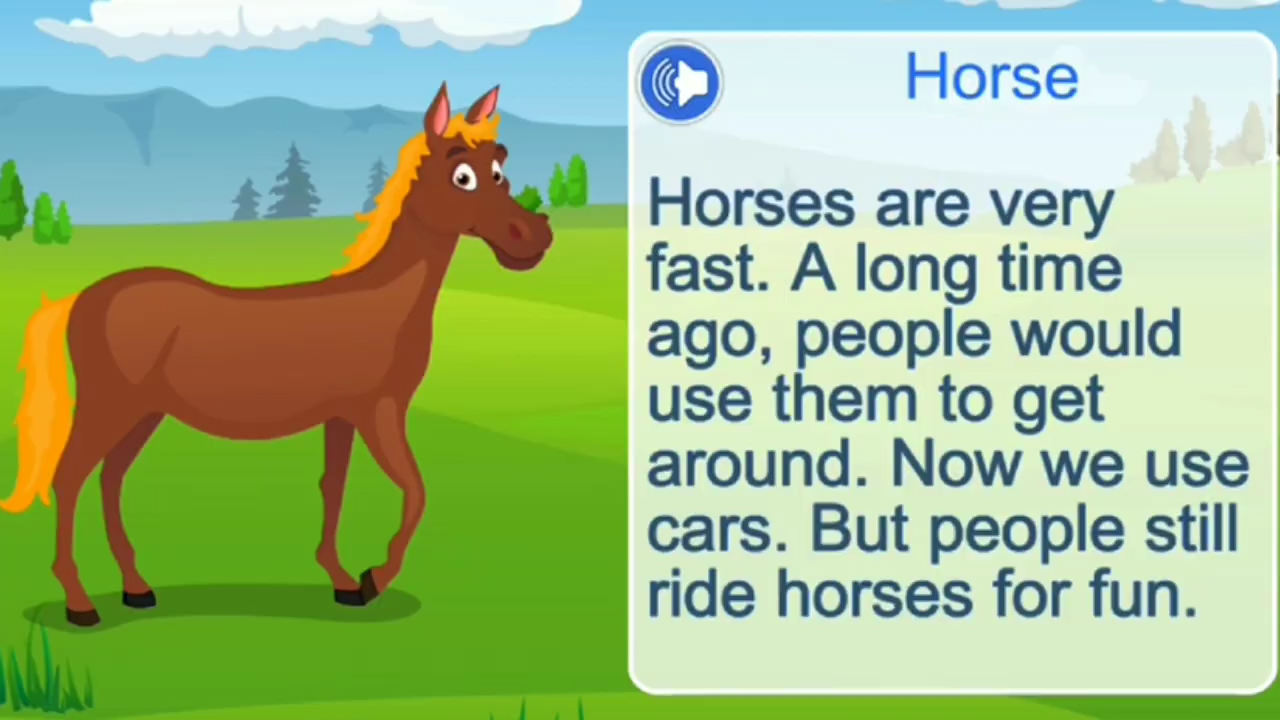 Horse
Horses are very
fast. A long time
ago, people would
use them to get
around. Now we use
cars. But people still
ride horses for fun.